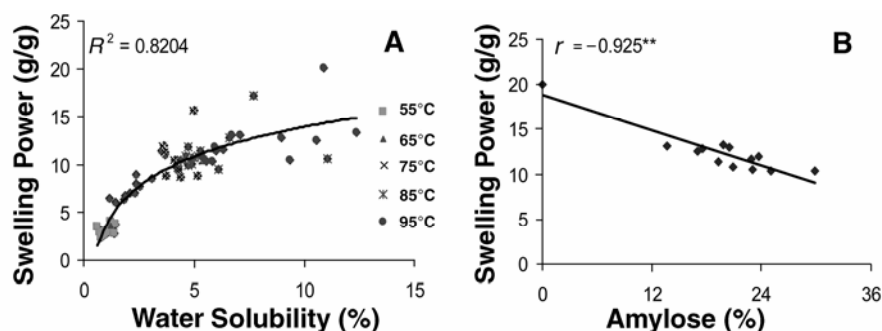 R² = 0.8204
A
Swelling Power (g/g)
25
20
15
10
5
0
0
5
10
15
Water Solubility (%)
55°C
65°C
75°C
85°C
95°C
r = –0.925**
B
Swelling Power (g/g)
25
20
15
10
5
0
0
12
24
36
Amylose (%)